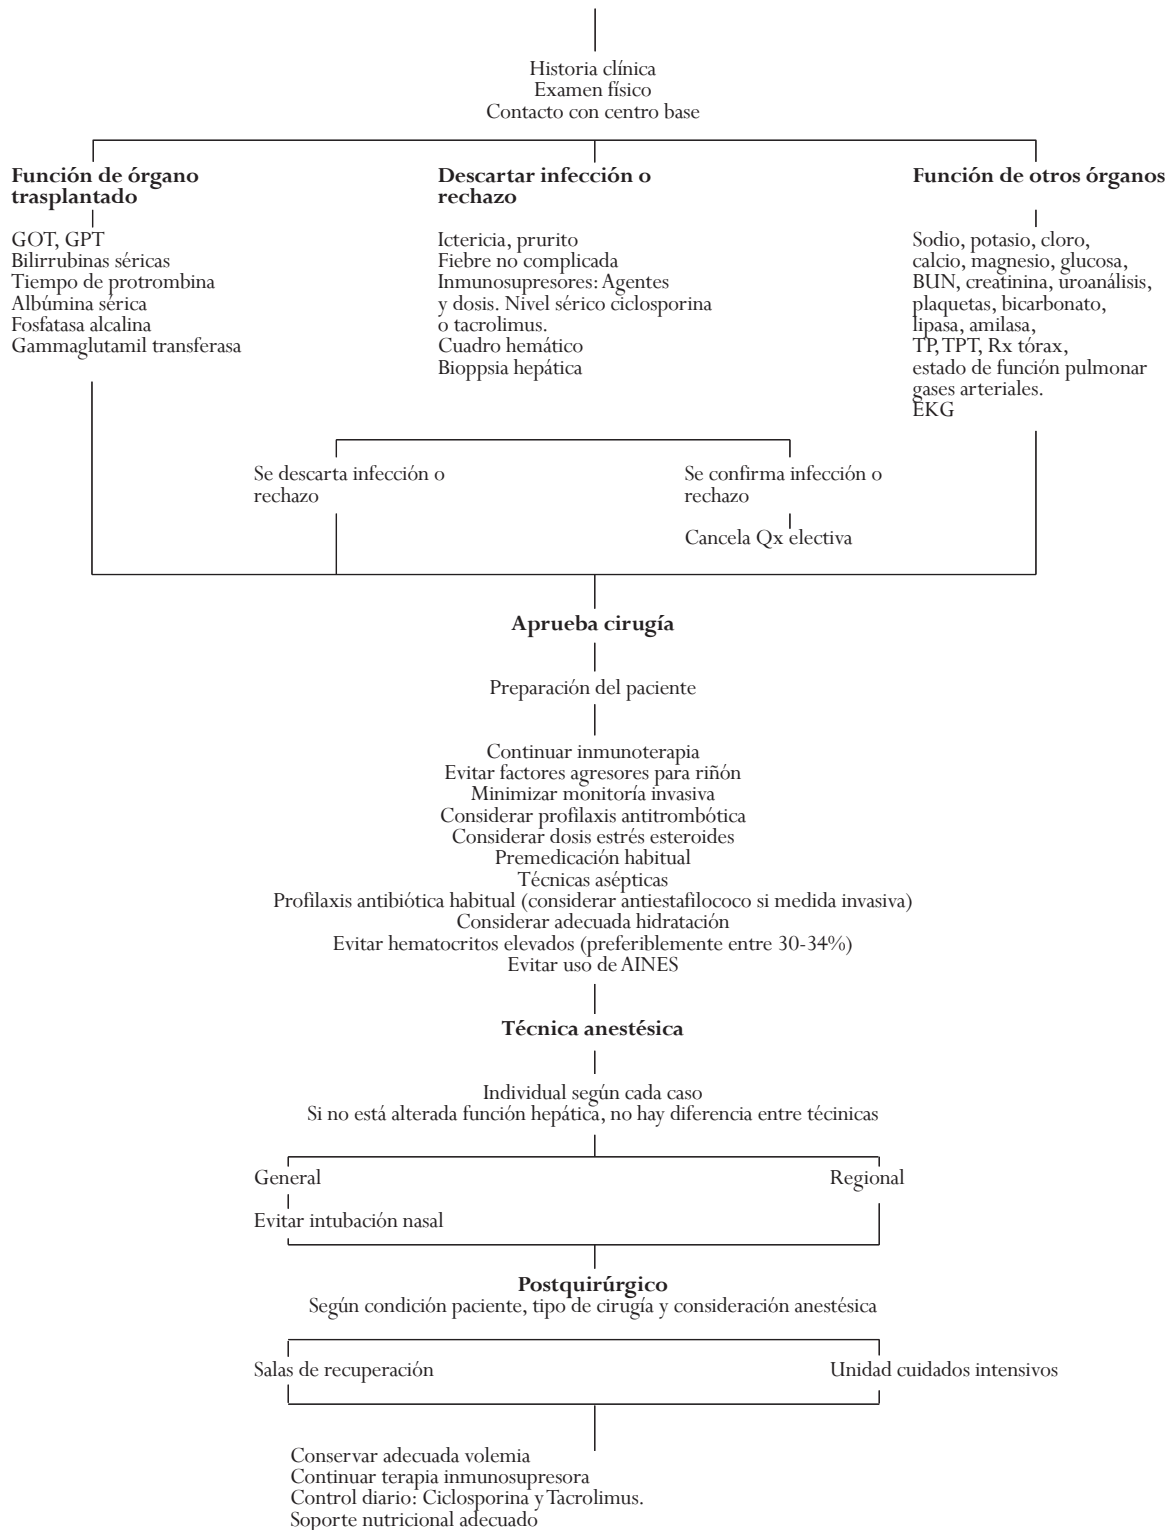 Historia clínica
Examen físico
Contacto con centro base
Función de órgano
trasplantado
GOT, GPT
Bilirrubinas séricas
Tiempo de protrombina
Albúmina sérica
Fosfatasa alcalina
Gammaglutamil transferasa
Descartar infección o
rechazo
Ictericia, prurito
Fiebre no complicada
Inmunosupresores: Agentes
y dosis. Nivel sérico ciclosporina
o tacrolimus.
Cuadro hemático
Bioppsia hepática
Función de otros órganos
Sodio, potasio, cloro,
calcio, magnesio, glucosa,
BUN, creatinina, uroanálisis,
plaquetas, bicarbonato,
lipasa, amilasa,
TP, TPT, Rx tórax,
estado de función pulmonar
gases arteriales.
EKG
Se descarta infección o
rechazo
Se confirma infección o
rechazo
Cancela Qx electiva
Aprueba cirugía
Preparación del paciente
Continuar inmunoterapia
Evitar factores agresores para riñón
Minimizar monitoría invasiva
Considerar profilaxis antitrombótica
Considerar dosis estrés esteroides
Premedicación habitual
Técnicas asépticas
Profilaxis antibiótica habitual (considerar antiestafilococo si medida invasiva)
Considerar adecuada hidratación
Evitar hematocritos elevados (preferiblemente entre 30-34%)
Evitar uso de AINES
Técnica anestésica
Individual según cada caso
Si no está alterada función hepática, no hay diferencia entre técinicas
General
Evitar intubación nasal
Regional
Postquirúrgico
Según condición paciente, tipo de cirugía y consideración anestésica
Salas de recuperación
Unidad cuidados intensivos
Conservar adecuada volemia
Continuar terapia inmunosupresora
Control diario: Ciclosporina y Tacrolimus.
Soporte nutricional adecuado